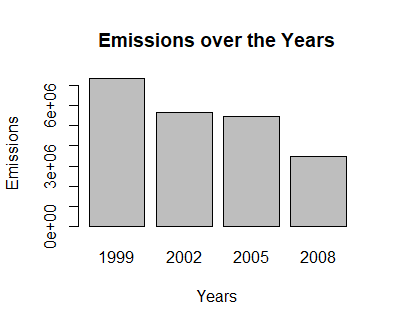 Emissions over the Years
Emissions
6e+06
3e+06
0e+00
1999 2002 2005 2008
Years